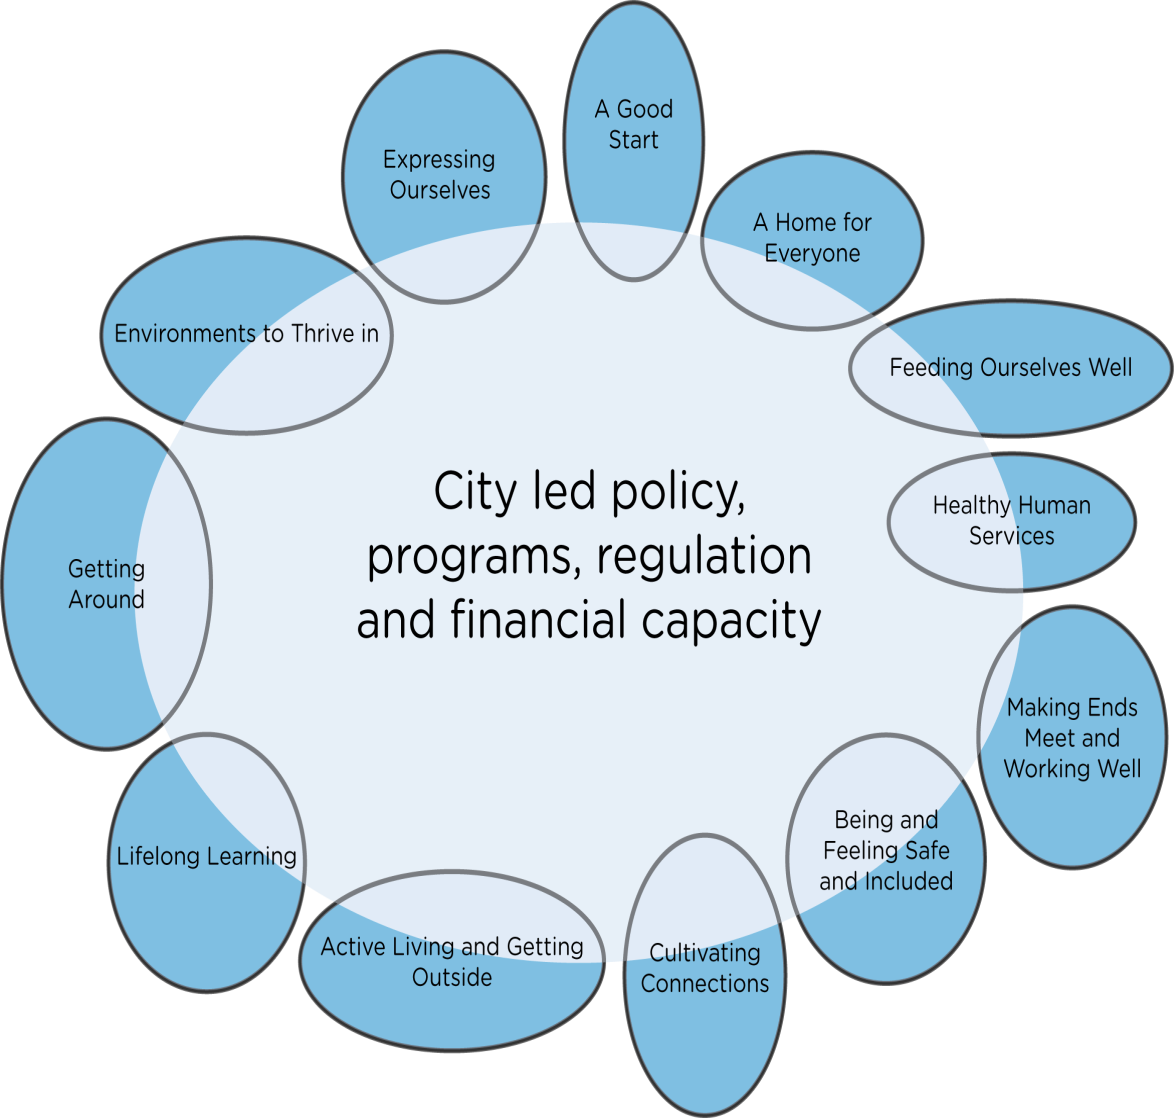 A Good
Start
Expressing
Ourselves
A Home for
Everyone
Environments to Thrive in
Feeding Ourselves Well
City led policy,
programs, regulation
and financial capacity
Healthy Human
Services
Getting
Around
Making Ends
Meet and
Working Well
Being and
Feeling Safe
and Included
Lifelong Learning
Active Living and Getting
Outside
Cultivating
Connections